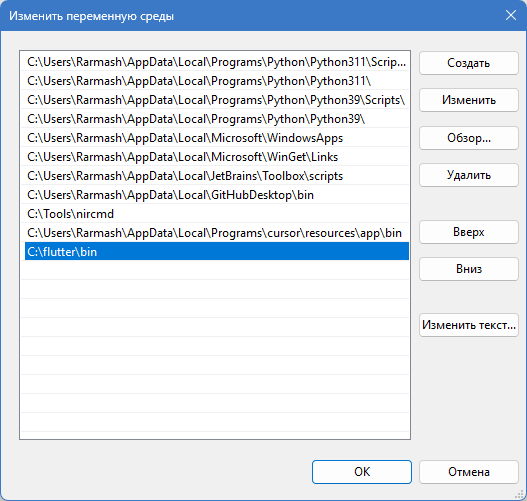 Изменить переменную среды
C:\Users\Rarmash\AppData\Local\Programs\Python\Python311\Scrip...
C:\Users\Rarmash\AppData\Local\Programs\Python\Python311\
C:\Users\Rarmash\AppData\Local\Programs\Python\Python39\Scripts\
C:\Users\Rarmash\AppData\Local\Programs\Python\Python39\
C:\Users\Rarmash\AppData\Local\Microsoft\WindowsApps
C:\Users\Rarmash\AppData\Local\Microsoft\WinGet\Links
C:\Users\Rarmash\AppData\Local\JetBrains\Toolbox\scripts
C:\Users\Rarmash\AppData\Local\GitHubDesktop\bin
C:\Tools\nircmd
C:\Users\Rarmash\AppData\Local\Programs\cursor\resources\app\bin
C:\flutter\bin
Создать
Изменить
Обзор...
Удалить
Вверх
Вниз
Изменить текст...
ОК
Отмена